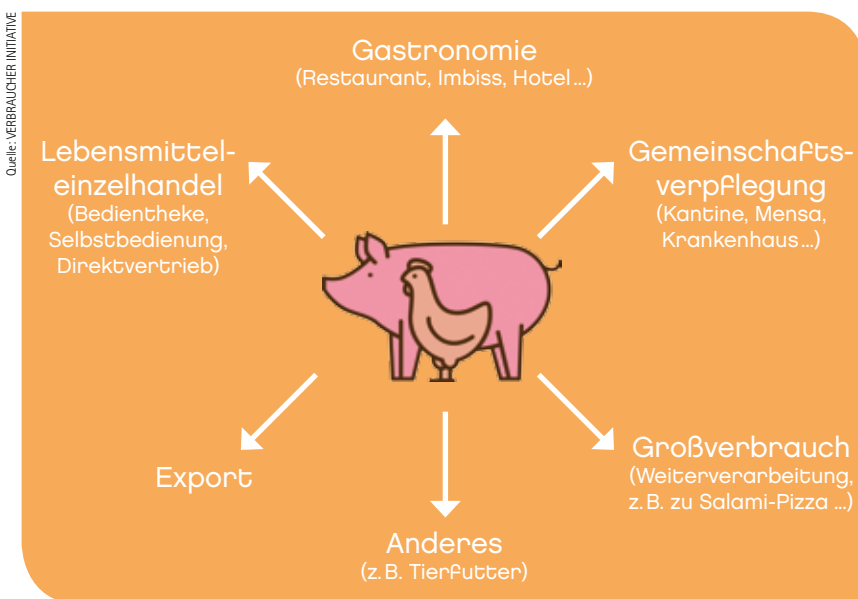 Quelle: VERBRAUCHER INITIATIVE
Gastronomie
(Restaurant, Imbiss, Hotel ...)
Lebensmittel-
einzelhandel
(Bedientheke,
Selbstbedienung,
Direktvertrieb)
Gemeinschafts-
verpflegung
(Kantine, Mensa,
Krankenhaus ...)
Export
Großverbrauch
(Weiterverarbeitung,
z. B. zu Salami-Pizza ...)
Anderes
(z. B. Tierfutter)